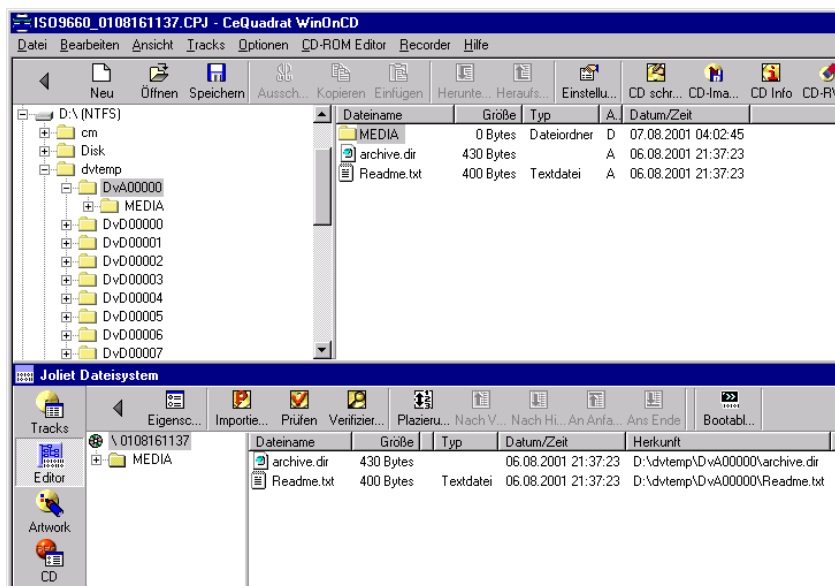 ISO9660_0108161137.CPJ - CeQuadrat WinOnCD
Datei Bearbeiten Ansicht Tracks Optionen CD-ROM Editor Recorder Hilfe
Neu Öffnen Speichern Aussch... Kopieren Einfügen Herunte... Heraufs... Einstellu... CD schr... CD-Ima... CD Info
D:\ (NTFS)
cm
Disk
dvtemp
DvA00000
MEDIA
DvD00000
DvD00001
DvD00002
DvD00003
DvD00004
DvD00005
DvD00006
DvD00007
Dateiname Größe Typ A.. Datum/Zeit
MEDIA 0 Bytes Dateiordner D 07.08.2001 04:02:45
archive.dir 430 Bytes A 06.08.2001 21:37:23
Readme.txt 400 Bytes Textdatei A 06.08.2001 21:37:23
Joliet Dateisystem
Tracks
Editor
Artwork
CD
Eigensc... Importie... Prüfen Verifizier... Plazieru... Nach V... Nach Hi... An Anfa... Ans Ende Bootabl...
\ 0108161137
MEDIA
Dateiname Größe Typ Datum/Zeit Herkunft
archive.dir 430 Bytes 06.08.2001 21:37:23 D:\dvtemp\DvA00000\archive.dir
Readme.txt 400 Bytes Textdatei 06.08.2001 21:37:23 D:\dvtemp\DvA00000\Readme.txt